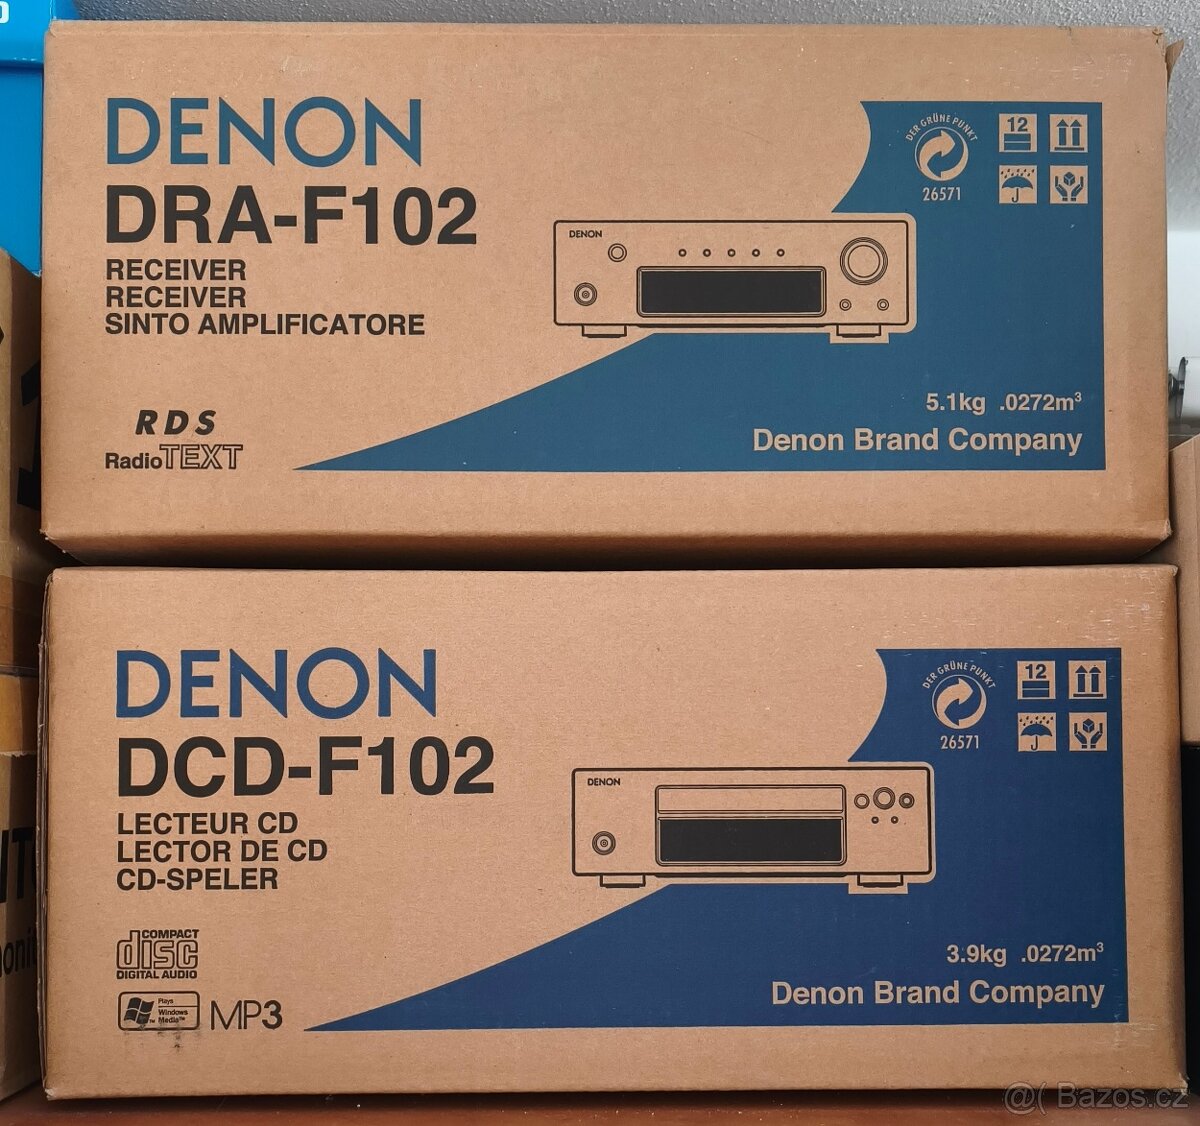 DENON
DRA-F102
RECEIVER
RECEIVER
SINTO AMPLIFICATORE
RDS
RadioTEXT
DENON
DER GRÜNE PUNKT
26571
12
5.1kg .0272m³
Denon Brand Company
DENON
DCD-F102
LECTEUR CD
LECTOR DE CD
CD-SPELER
COMPACT
disc
DIGITAL AUDIO
Plays
Windows
Media™
MP3
DENON
DER GRÜNE PUNKT
26571
12
3.9kg .0272m³
Denon Brand Company
@( Bazos.cz